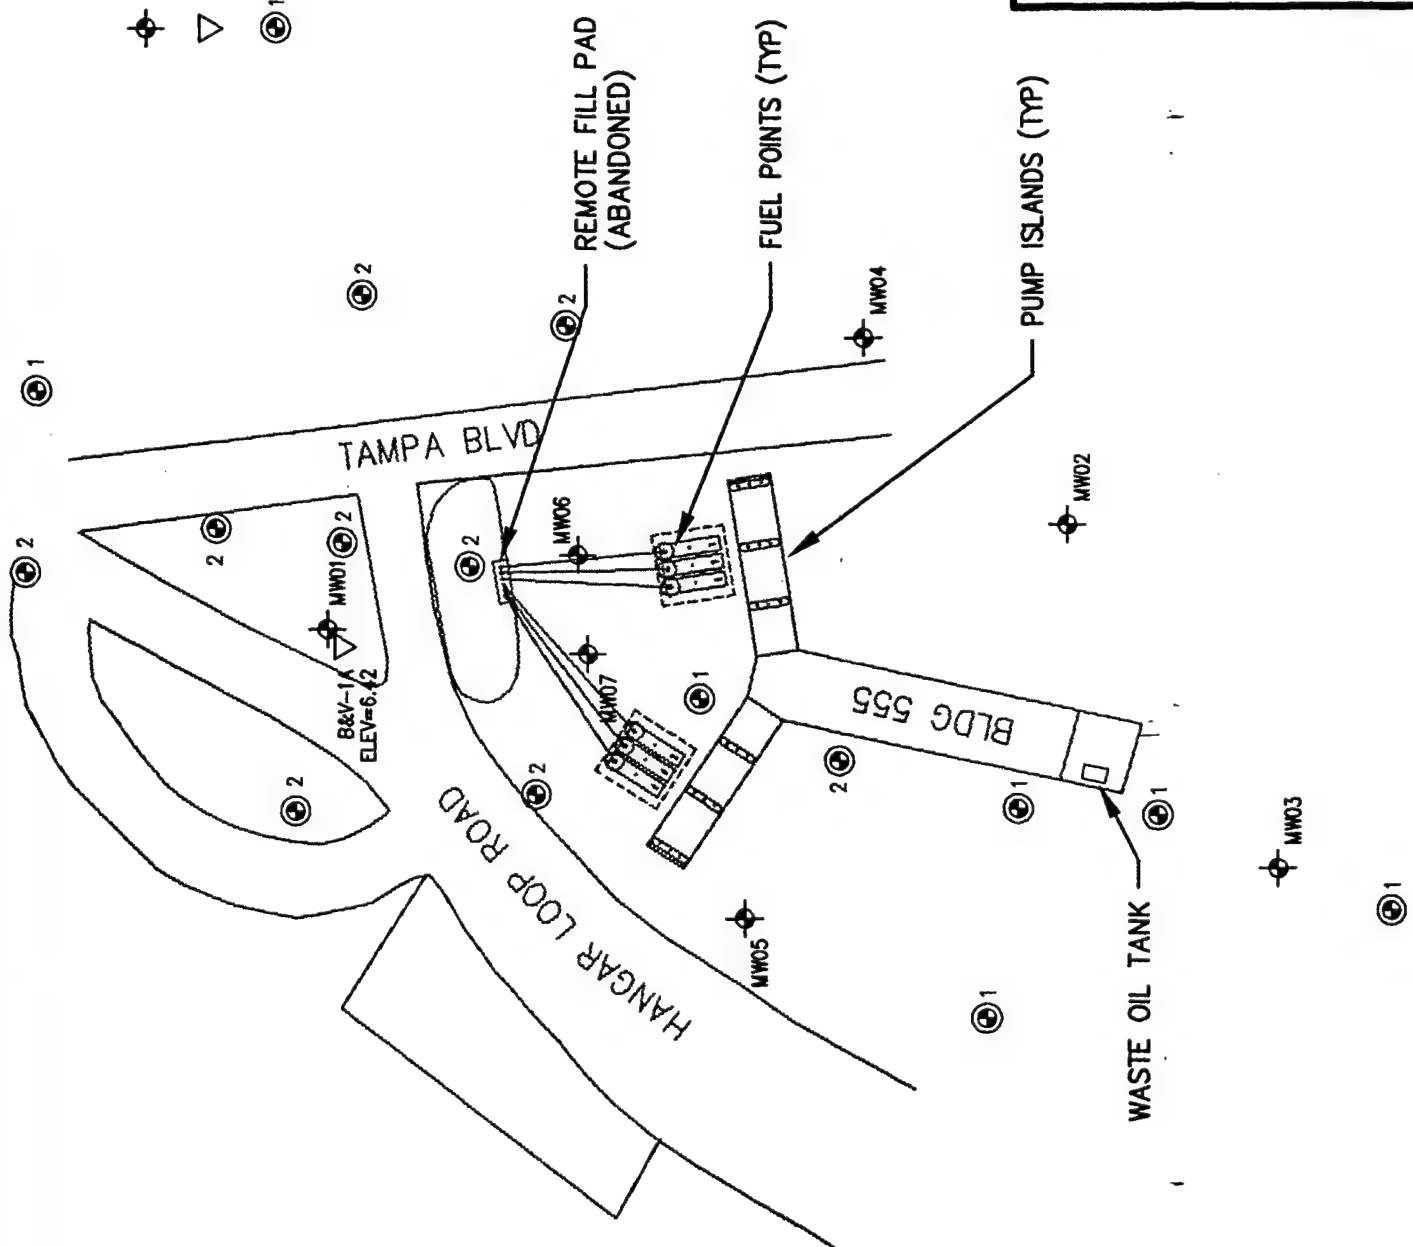 1
REMOTE FILL PAD
(ABANDONED)
FUEL POINTS (TYP)
PUMP ISLANDS (TYP)
2
1
2
MW04
TAMPA BLVD
MW02
2
2
2
MW01
2
MW06
B&V-1A
ELEV=6.42
MW07
1
BLDG 555
2
2
2
1
1
HANGAR LOOP ROAD
MW05
MW03
1
1
WASTE OIL TANK